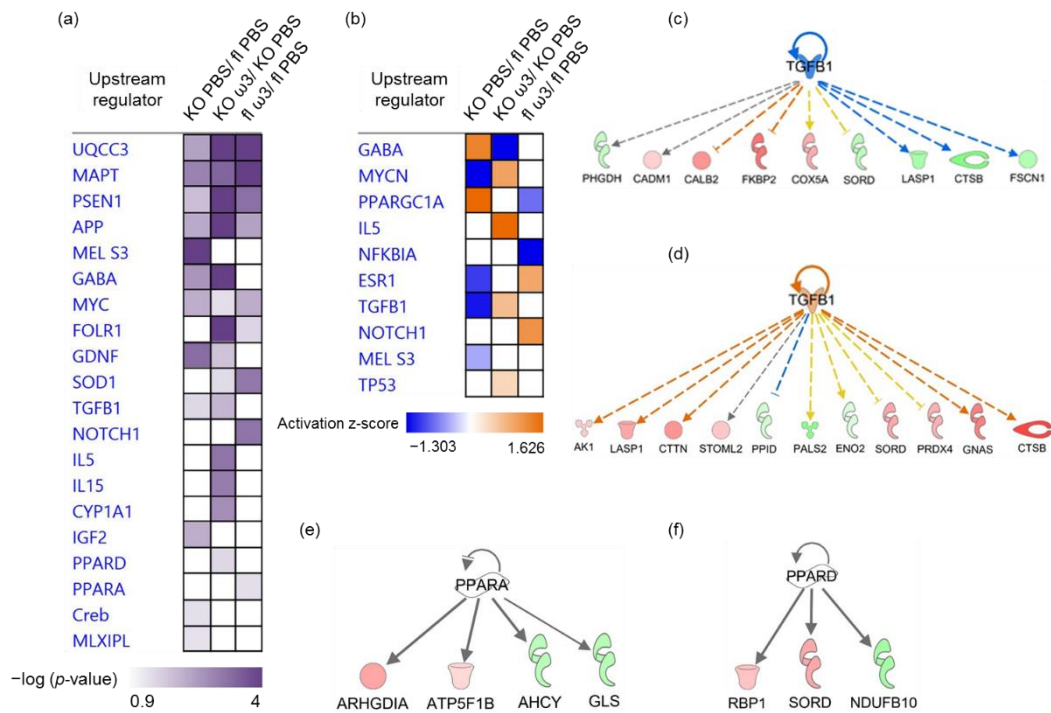 (a)
Upstream
regulator
KO PBS/ fl PBS
KO ω3/ KO PBS
fl ω3/ fl PBS
UQCC3
MAPT
PSEN1
APP
MEL S3
GABA
MYC
FOLR1
GDNF
SOD1
TGFB1
NOTCH1
IL5
IL15
CYP1A1
IGF2
PPARD
PPARA
Creb
MLXIPL
−log (p-value)
0.9 4
(b)
Upstream
regulator
KO PBS/ fl PBS
KO ω3/ KO PBS
fl ω3/ fl PBS
GABA
MYCN
PPARGC1A
IL5
NFKBIA
ESR1
TGFB1
NOTCH1
MEL S3
TP53
Activation z-score
−1.303 1.626
(c)
TGFB1
PHGDH CADM1 CALB2 FKBP2 COX5A SORD LASP1 CTSB FSCN1
(d)
TGFB1
AK1 LASP1 CTTN STOML2 PPID PALS2 ENO2 SORD PRDX4 GNAS CTSB
(e)
PPARA
ARHGDIA ATP5F1B AHCY GLS
(f)
PPARD
RBP1 SORD NDUFB10